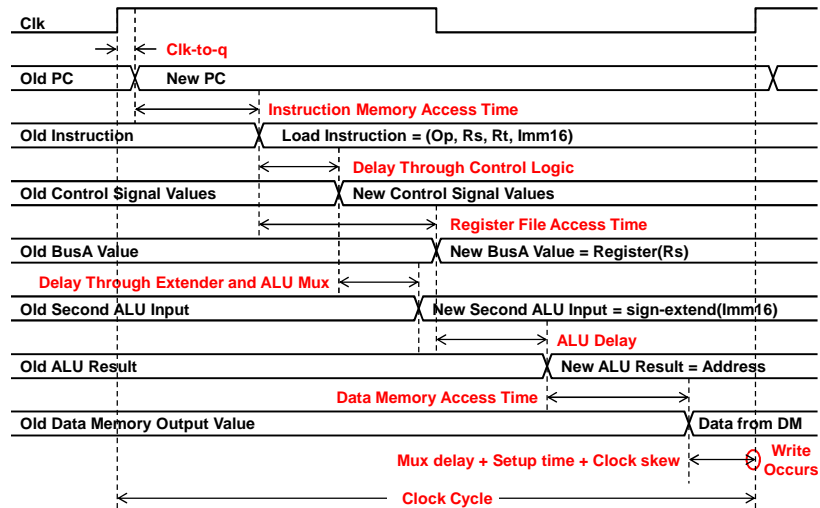 Clk
Clk-to-q
Old PC
New PC
Instruction Memory Access Time
Old Instruction
Load Instruction = (Op, Rs, Rt, Imm16)
Delay Through Control Logic
Old Control Signal Values
New Control Signal Values
Register File Access Time
Old BusA Value
New BusA Value = Register(Rs)
Delay Through Extender and ALU Mux
Old Second ALU Input
New Second ALU Input = sign-extend(Imm16)
ALU Delay
Old ALU Result
New ALU Result = Address
Data Memory Access Time
Old Data Memory Output Value
Data from DM
Mux delay + Setup time + Clock skew
Write
Occurs
Clock Cycle